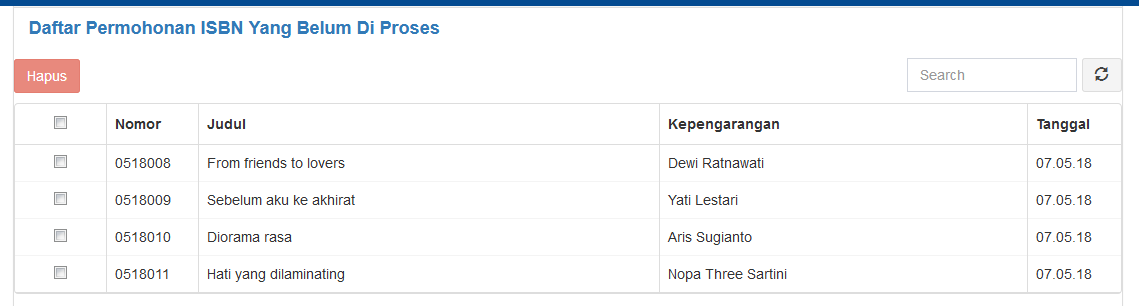 Daftar Permohonan ISBN Yang Belum Di Proses
Hapus
Search
Nomor Judul Kepengarangan Tanggal
0518008 From friends to lovers Dewi Ratnawati 07.05.18
0518009 Sebelum aku ke akhirat Yati Lestari 07.05.18
0518010 Diorama rasa Aris Sugianto 07.05.18
0518011 Hati yang dilaminating Nopa Three Sartini 07.05.18